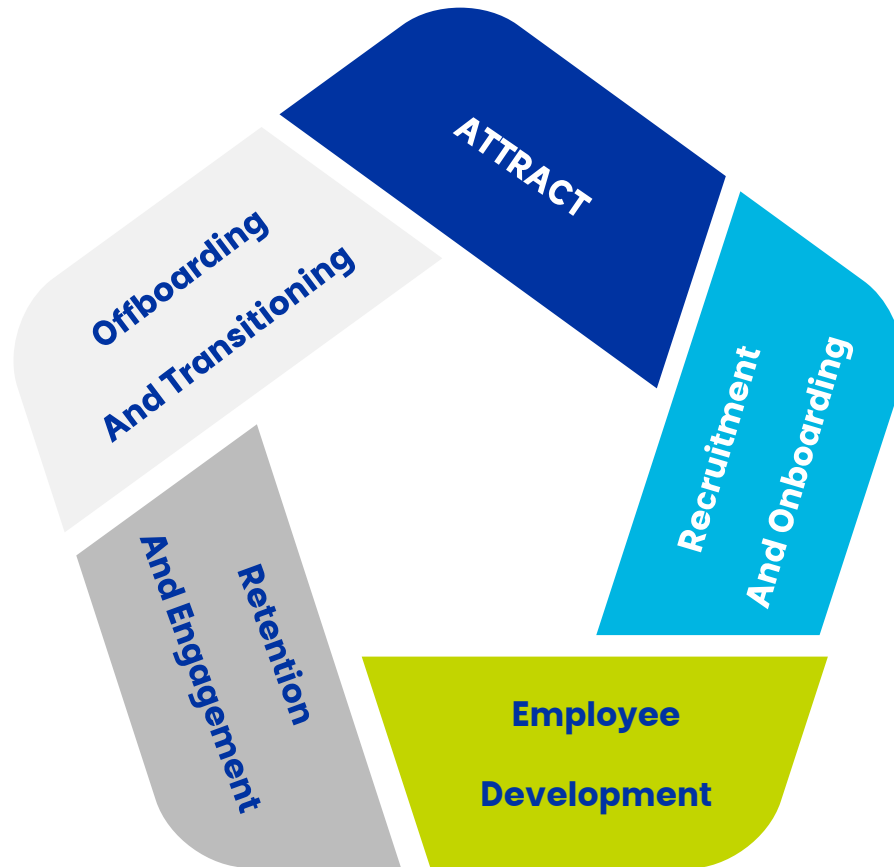 ATTRACT
Recruitment
And Onboarding
Employee
Development
Retention
And Engagement
Offboarding
And Transitioning